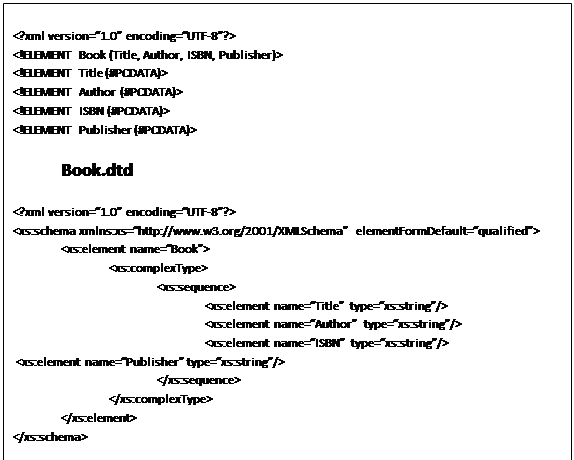 <?xml version="1.0" encoding="UTF-8"?>
<!ELEMENT Book (Title, Author, ISBN, Publisher)>
<!ELEMENT Title (#PCDATA)>
<!ELEMENT Author (#PCDATA)>
<!ELEMENT ISBN (#PCDATA)>
<!ELEMENT Publisher (#PCDATA)>
Book.dtd
<?xml version="1.0" encoding="UTF-8"?>
<xs:schema xmlns:xs="http://www.w3.org/2001/XMLSchema" elementFormDefault="qualified">
<xs:element name="Book">
<xs:complexType>
<xs:sequence>
<xs:element name="Title" type="xs:string"/>
<xs:element name="Author" type="xs:string"/>
<xs:element name="ISBN" type="xs:string"/>
<xs:element name="Publisher" type="xs:string"/>
</xs:sequence>
</xs:complexType>
</xs:element>
</xs:schema>